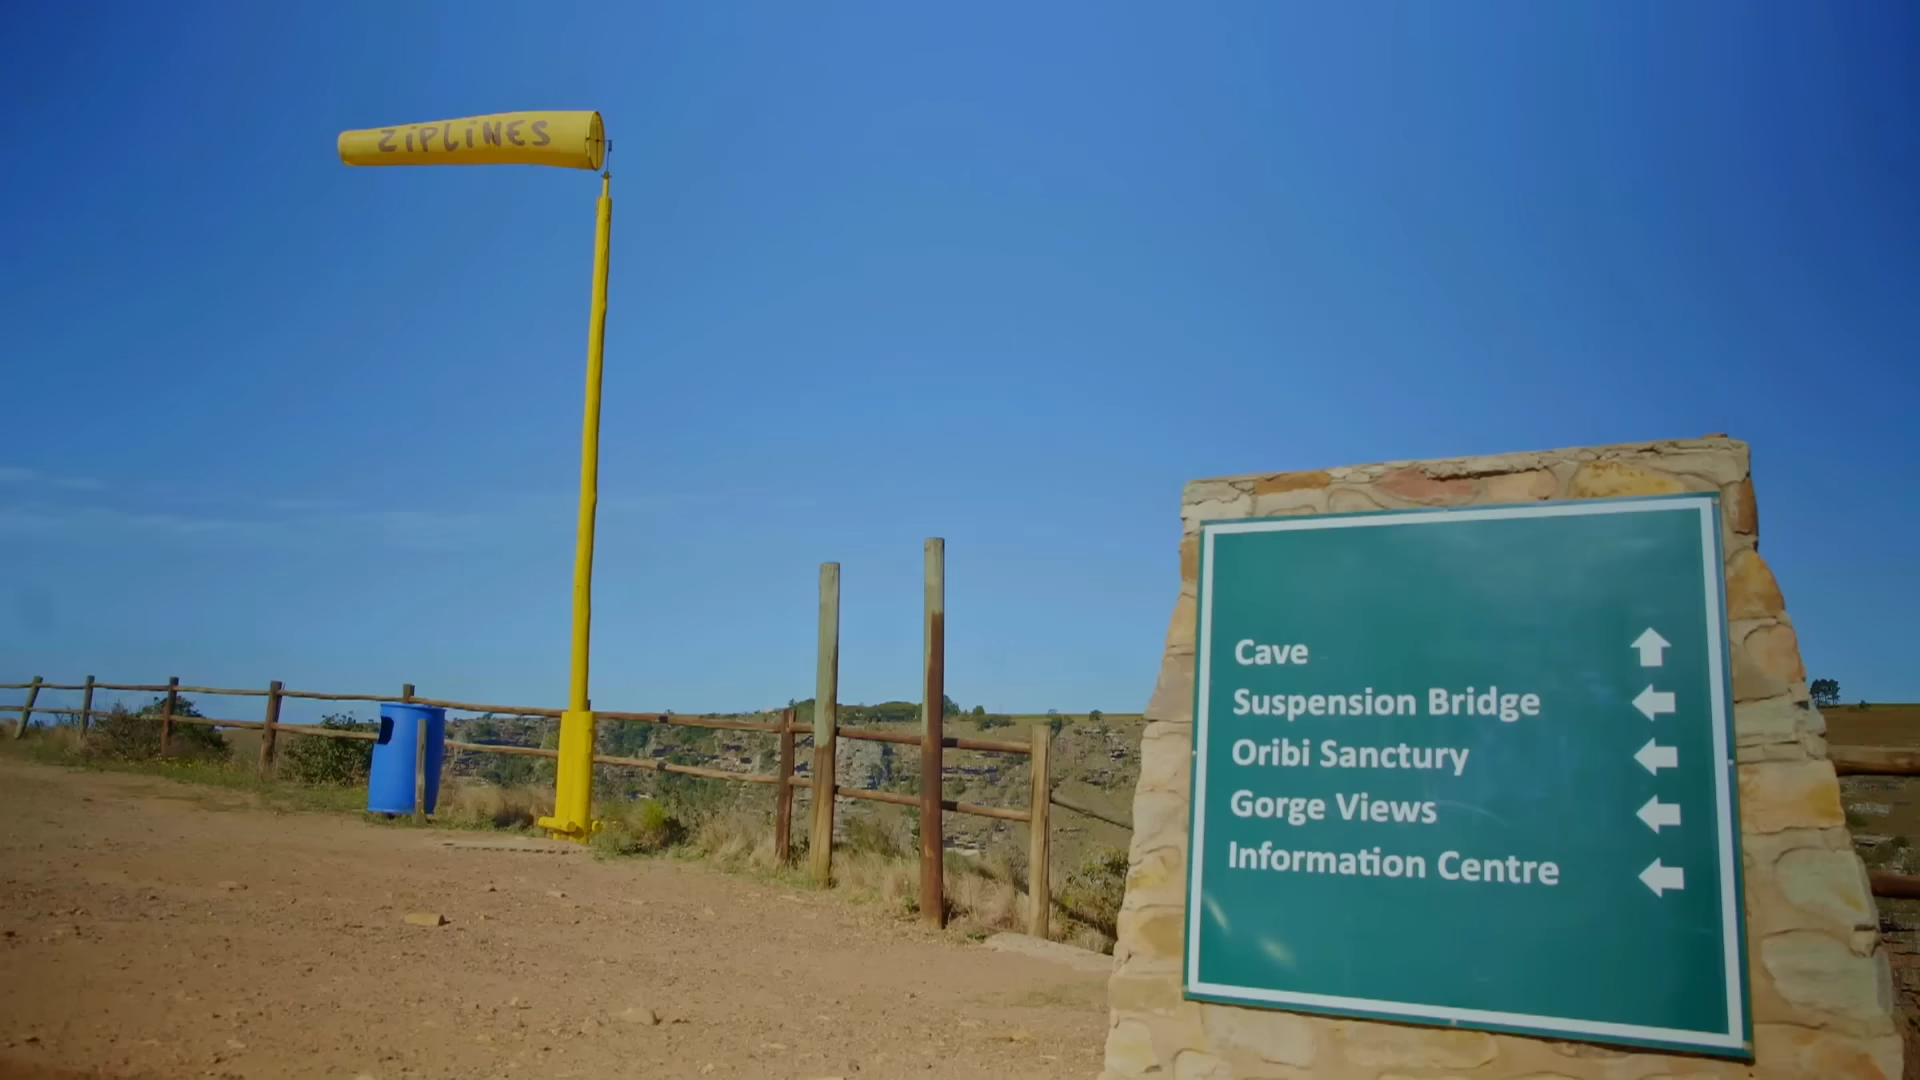 ZiPLiNES
Cave
Suspension Bridge
Oribi Sanctury
Gorge Views
Information Centre